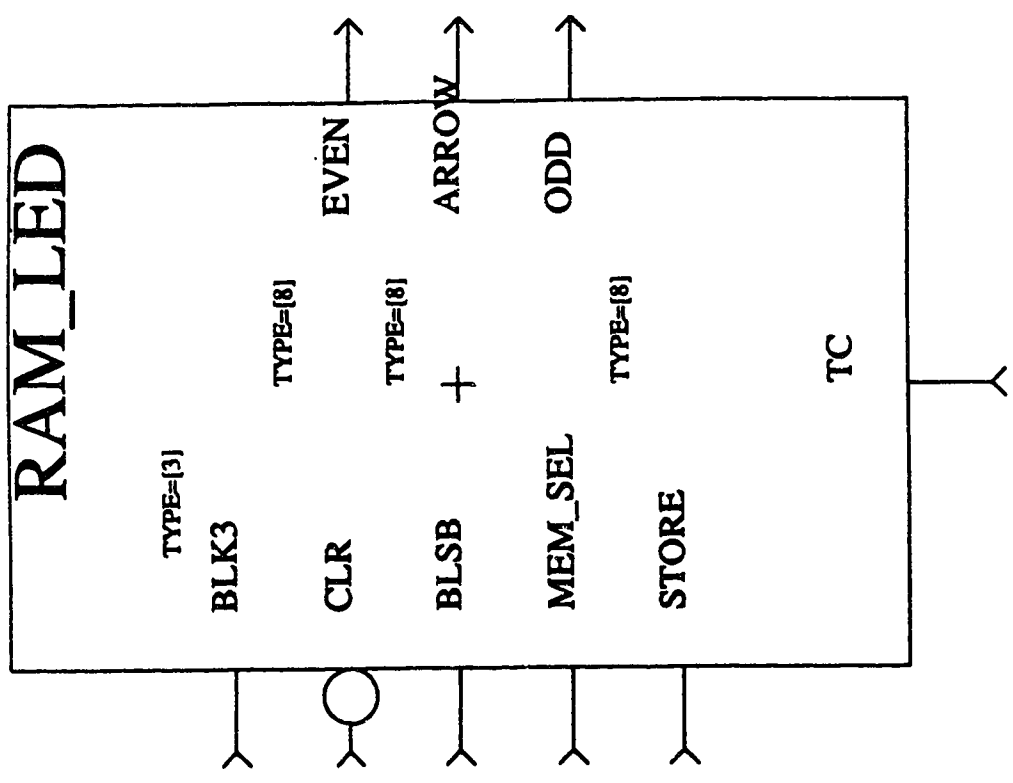 RAM_LED
TYPE=[3]
BLK3
TYPE=[8]
EVEN
CLR
TYPE=[8]
ARROW
BLSB
ODD
MEM_SEL
TYPE=[8]
STORE
TC